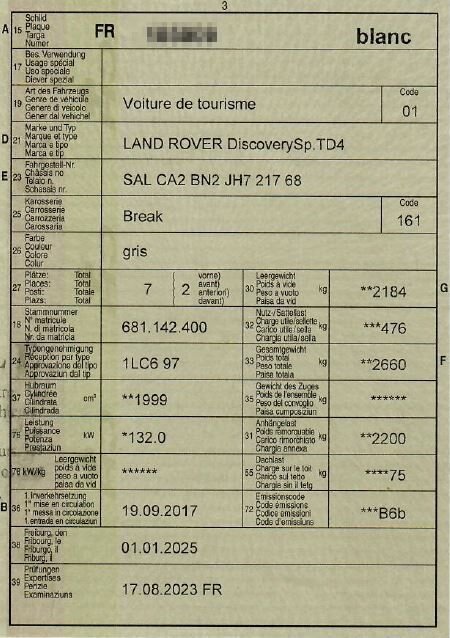 3
A 15 Schild
Plaque
Targa
Numer
FR
blanc
17 Bes. Verwendung
Usage spécial
Uso speciale
Diever spezial
19 Art des Fahrzeugs
Genre de véhicule
Genere di veicolo
Gener dal vehichel
Voiture de tourisme
Code
01
D 21 Marke und Typ
Marque et type
Marca e tipo
Marca e tip
LAND ROVER DiscoverySp.TD4
E 23 Fahrgestell-Nr.
Châssis no
Telaio n.
Schassis nr.
SAL CA2 BN2 JH7 217 68
25 Karosserie
Carrosserie
Carrozzeria
Carossaria
Break
Code
161
26 Farbe
Couleur
Colore
Colur
gris
27 Plätze: Total
Places: Total
Posti: Totale
Plazs: Total
7
2
vorne)
avant)
anteriori)
davant)
30 Leergewicht
Poids à vide
Peso a vuoto
Paisa da vid
kg
**2184
G
18 Stammnummer
N° matricule
N. di matricola
Nr. da matricla
681.142.400
32 Nutz-/Sattellast
Charge utile/sellette
Carico utile/sella
Chargia utila/sella
kg
***476
24 Typengenehmigung
Réception par type
Approvazione del tipo
Approvaziun dal tip
1LC6 97
33 Gesamtgewicht
Poids total
Peso totale
Paisa totala
kg
**2660
F
37 Hubraum
Cylindrée
Cilindrata
Cilindrada
cm³
**1999
35 Gewicht des Zuges
Poids de l'ensemble
Peso del convoglio
Paisa cumposiziun
kg
******
76 Leistung
Puissance
Potenza
Prestaziun
kW
*132.0
31 Anhängelast
Poids remorquable
Carico rimorchiato
Chargia annexa
kg
**2200
78 kW/kg
Leergewicht
poids à vide
peso a vuoto
paisa da vid
******
55 Dachlast
Charge sur le toit
Carico sul tetto
Chargia sin il tetg
kg
****75
B 36 1. Inverkehrsetzung
1re mise en circulation
1a messa in circolazione
1. entrada en circulaziun
19.09.2017
72 Emissionscode
Code émissions
Codice emissioni
Code d'emissiuns
***B6b
38 Freiburg, den
Fribourg, le
Friburgo, il
Friburg, il
01.01.2025
39 Prüfungen
Expertises
Perizie
Examinaziuns
17.08.2023 FR